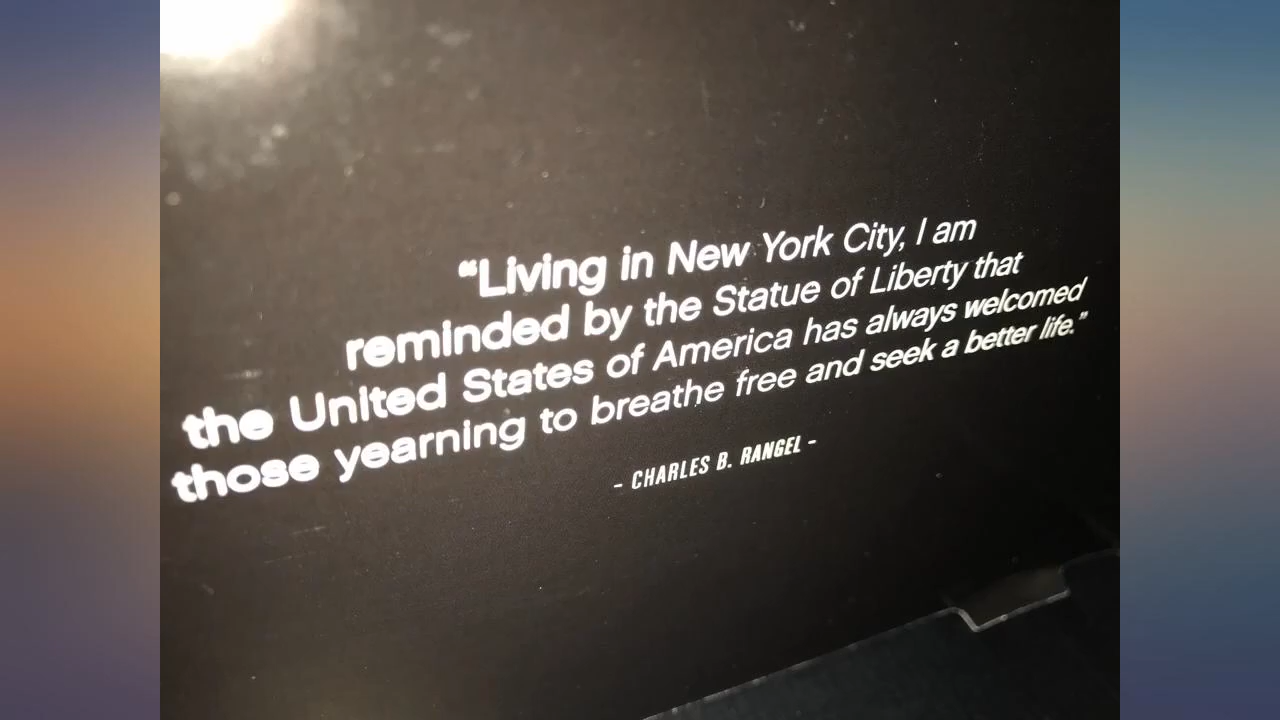 “Living in New York City, I am
reminded by the Statue of Liberty that
the United States of America has always welcomed
those yearning to breathe free and seek a better life.”
- CHARLES B. RANGEL -